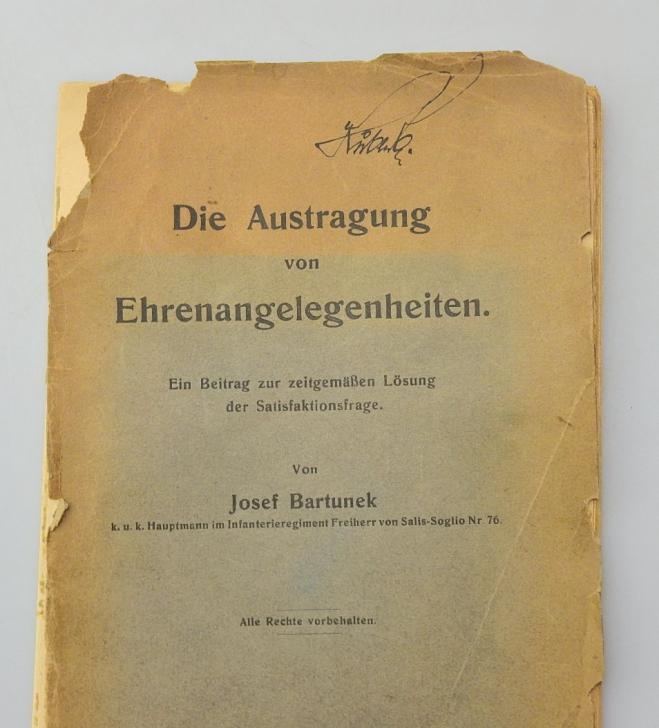 Die Austragung
von
Ehrenangelegenheiten.
Ein Beitrag zur zeitgemäßen Lösung
der Satisfaktionsfrage.
Von
Josef Bartunek
k. u. k. Hauptmann im Infanterieregiment Freiherr von Salis-Soglio Nr 76.
Alle Rechte vorbehalten.